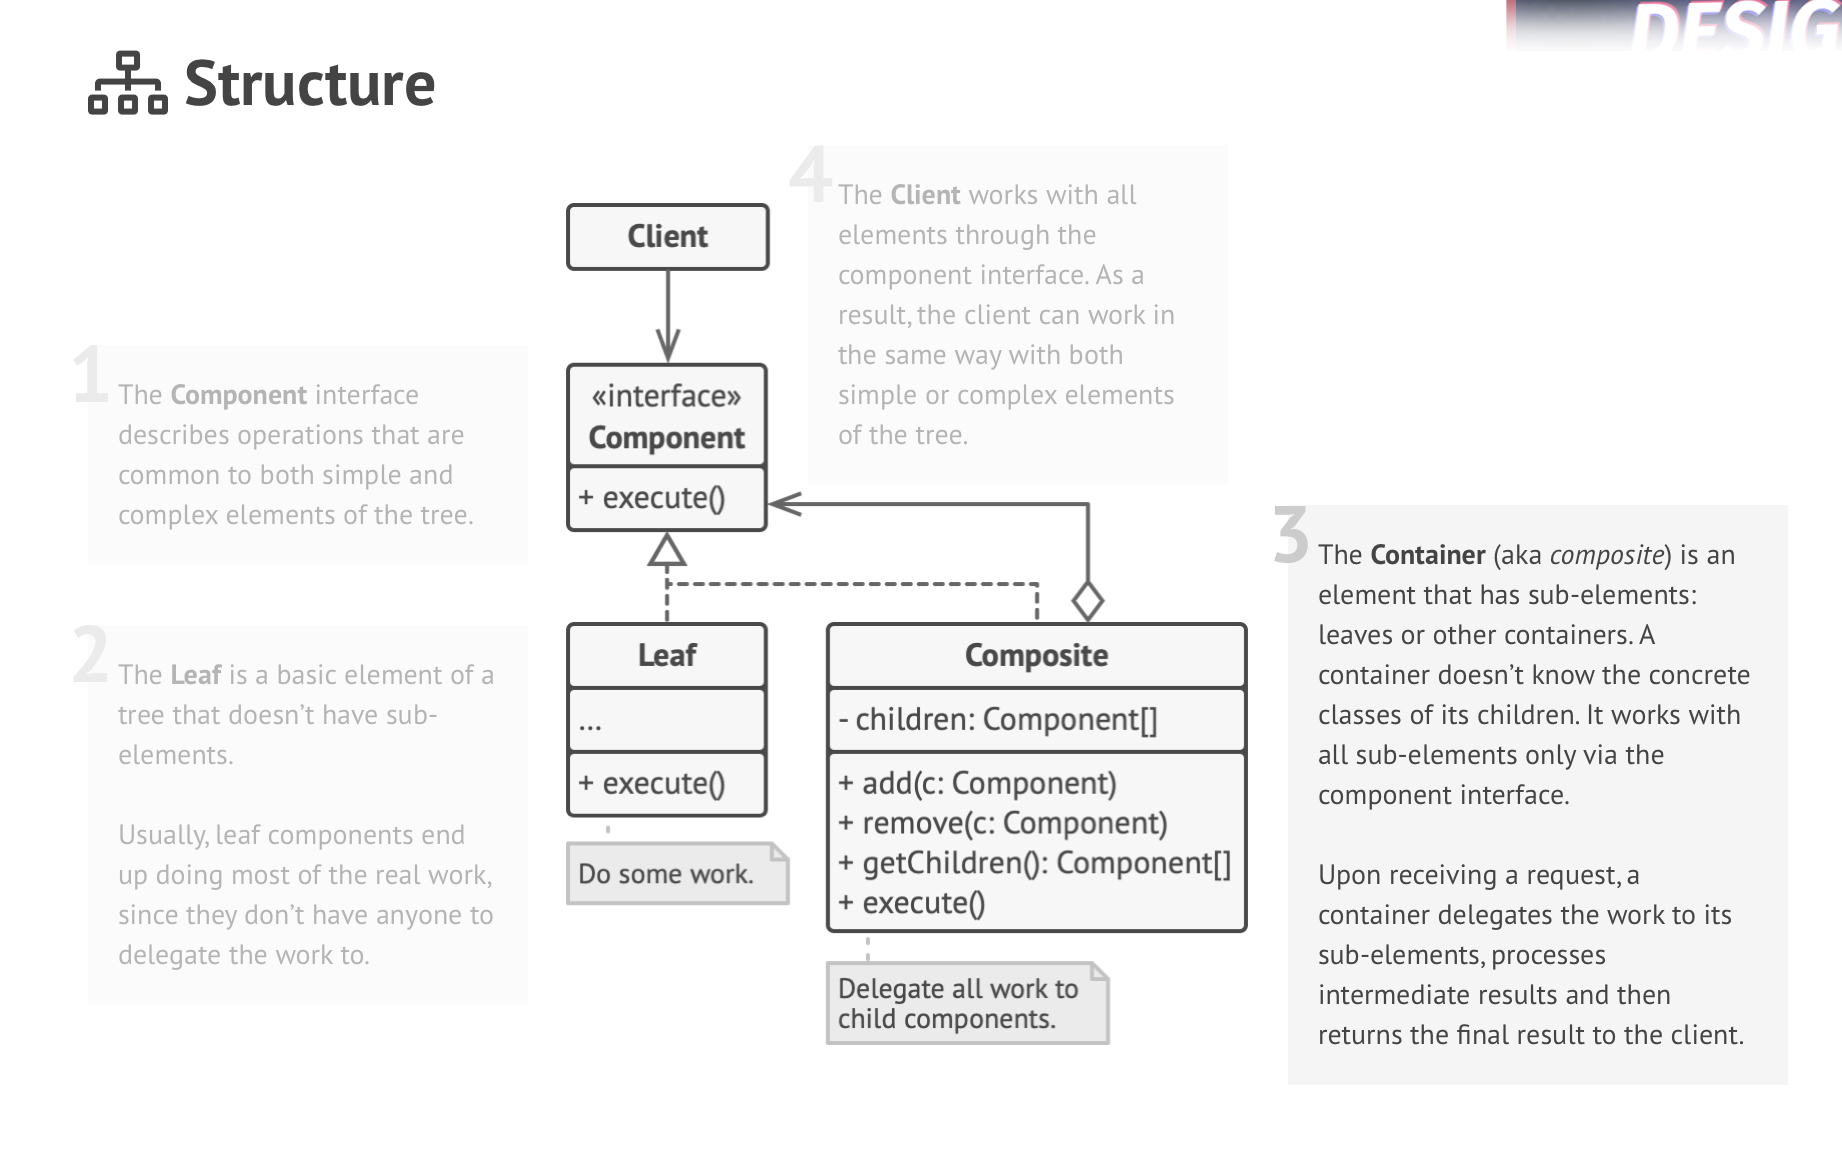 DESIG
Structure
4
The Client works with all
elements through the
component interface. As a
result, the client can work in
the same way with both
simple or complex elements
of the tree.
Client
1
The Component interface
describes operations that are
common to both simple and
complex elements of the tree.
«interface»
Component
+ execute()
3
The Container (aka composite) is an
element that has sub-elements:
leaves or other containers. A
container doesn’t know the concrete
classes of its children. It works with
all sub-elements only via the
component interface.
Upon receiving a request, a
container delegates the work to its
sub-elements, processes
intermediate results and then
returns the final result to the client.
2
The Leaf is a basic element of a
tree that doesn’t have sub-
elements.
Usually, leaf components end
up doing most of the real work,
since they don’t have anyone to
delegate the work to.
Leaf
...
+ execute()
Do some work.
Composite
- children: Component[]
+ add(c: Component)
+ remove(c: Component)
+ getChildren(): Component[]
+ execute()
Delegate all work to
child components.